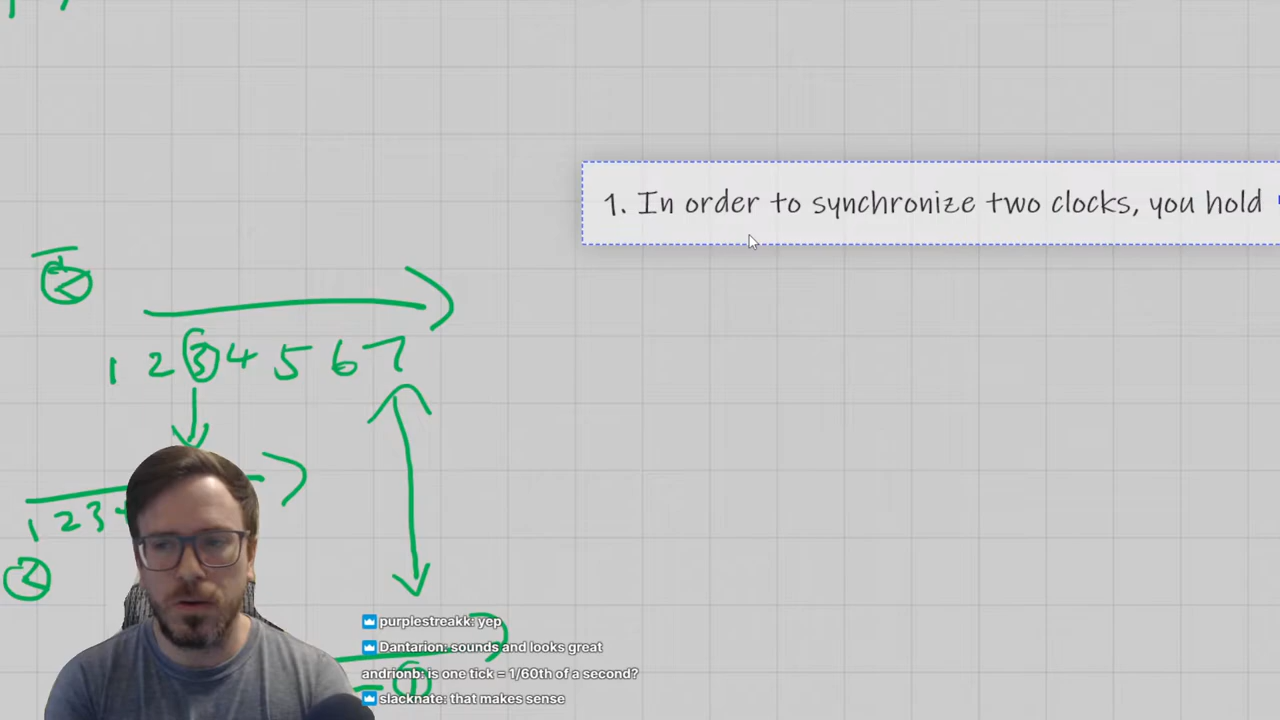 1. In order to synchronize two clocks, you hold
1 2 3 4 5 6 7
1 2 3
purplestreakk: yep
Dantarion: sounds and looks great
andrionb: is one tick = 1/60th of a second?
slacknate: that makes sense